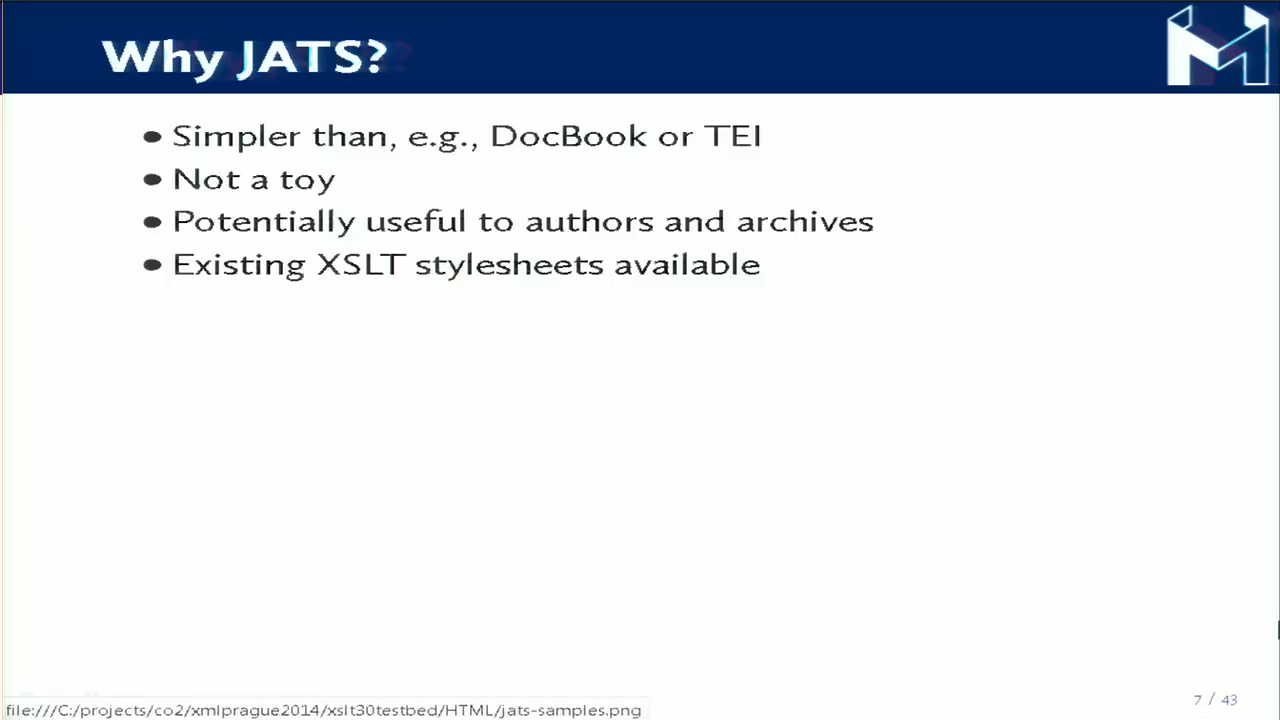 Why JATS?
• Simpler than, e.g., DocBook or TEI
• Not a toy
• Potentially useful to authors and archives
• Existing XSLT stylesheets available
7 / 43
file:///C:/projects/co2/xmlprague2014/xslt30testbed/HTML/jats-samples.png